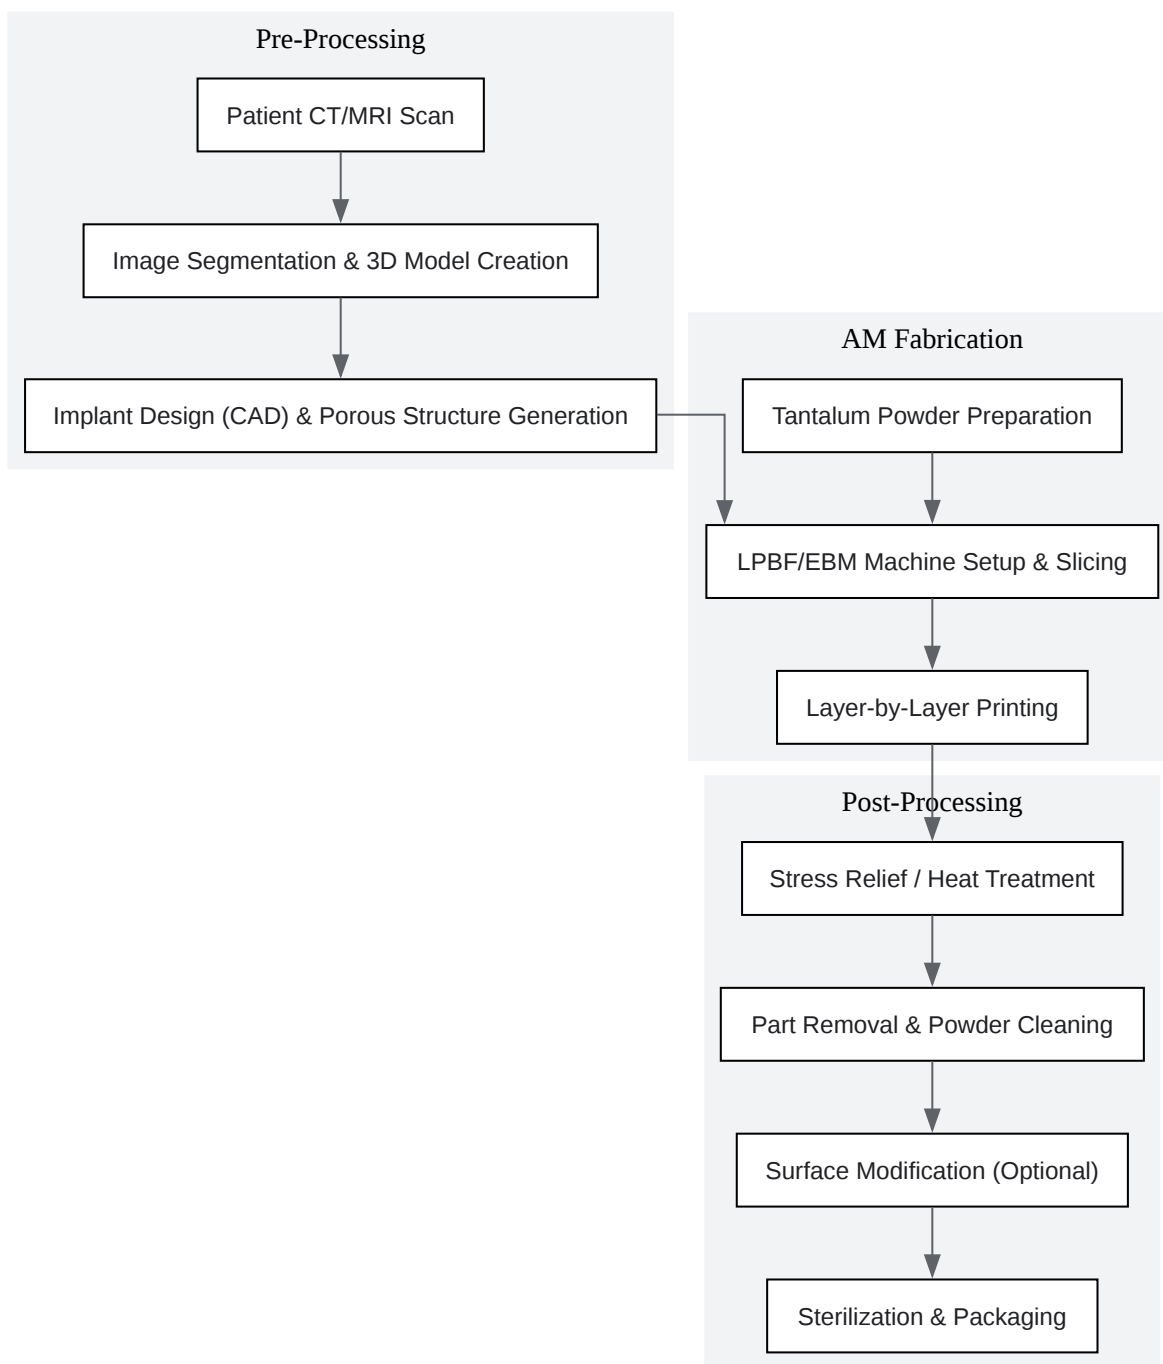 Pre-Processing
Patient CT/MRI Scan
Image Segmentation & 3D Model Creation
Implant Design (CAD) & Porous Structure Generation
AM Fabrication
Tantalum Powder Preparation
LPBF/EBM Machine Setup & Slicing
Layer-by-Layer Printing
Post-Processing
Stress Relief / Heat Treatment
Part Removal & Powder Cleaning
Surface Modification (Optional)
Sterilization & Packaging